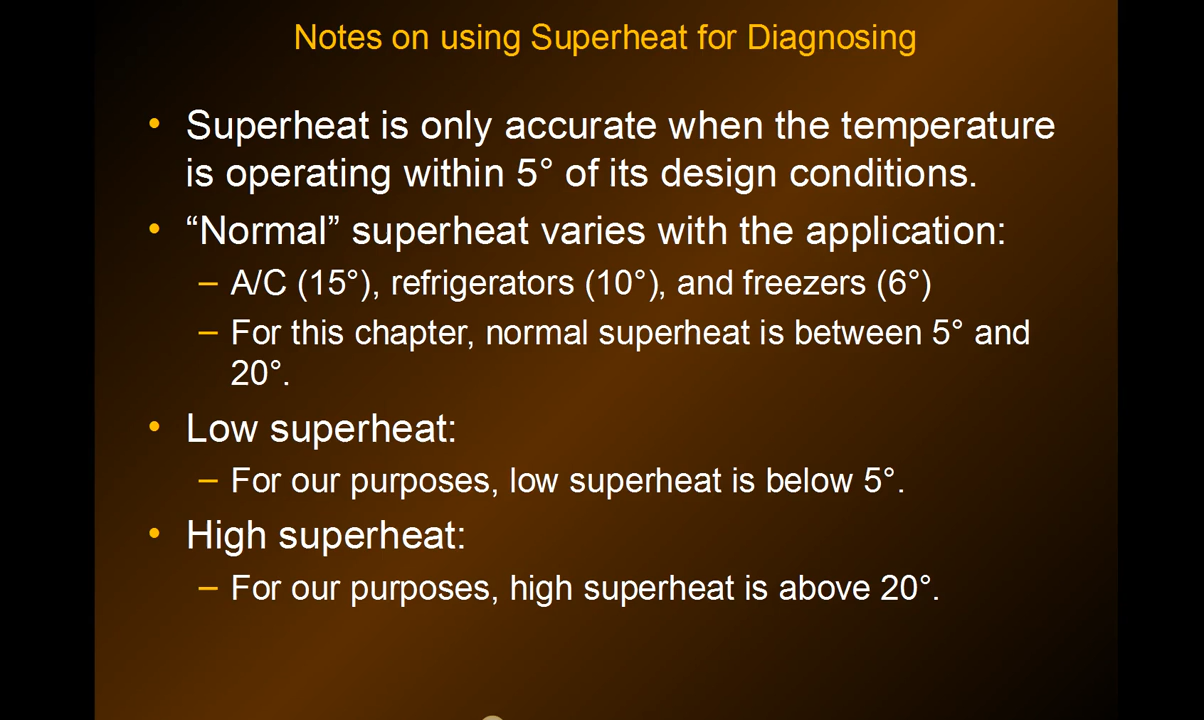 Notes on using Superheat for Diagnosing
• Superheat is only accurate when the temperature
is operating within 5° of its design conditions.
• “Normal” superheat varies with the application:
– A/C (15°), refrigerators (10°), and freezers (6°)
– For this chapter, normal superheat is between 5° and
20°.
• Low superheat:
– For our purposes, low superheat is below 5°.
• High superheat:
– For our purposes, high superheat is above 20°.